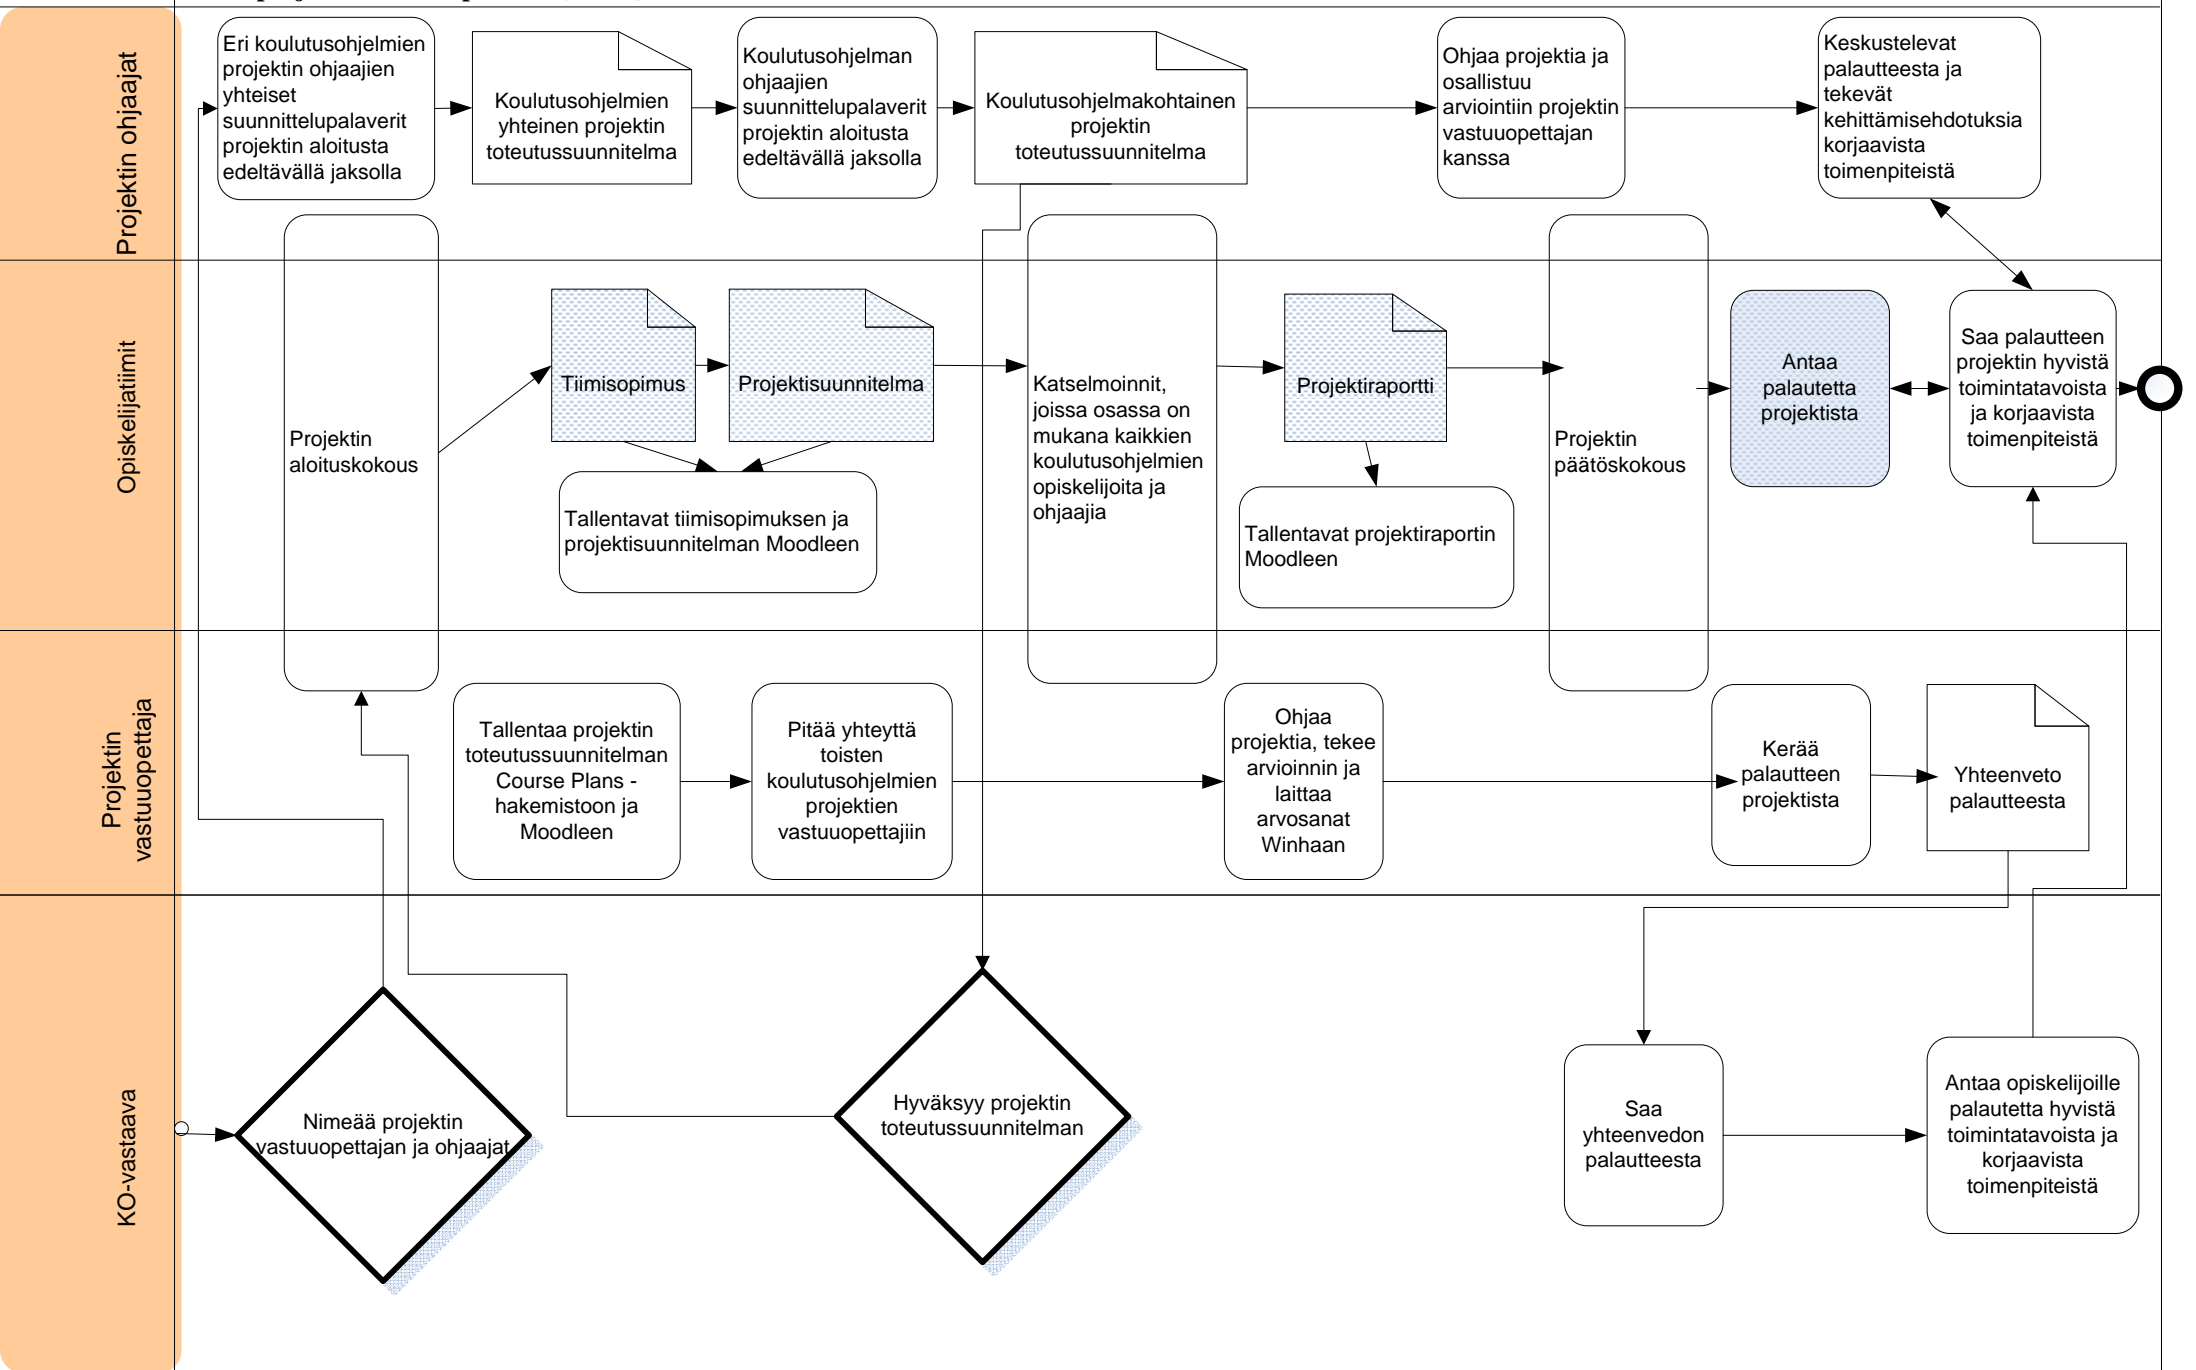 Projektin ohjaajat
Eri koulutusohjelmien
projektin ohjaajien
yhteiset
suunnittelupalaverit
projektin aloitusta
edeltävällä jaksolla
Koulutusohjelmien
yhteinen projektin
toteutussuunnitelma
Koulutusohjelman
ohjaajien
suunnittelupalaverit
projektin aloitusta
edeltävällä jaksolla
Koulutusohjelmakohtainen
projektin
toteutussuunnitelma
Ohjaa projektia ja
osallistuu
arviointiin projektin
vastuuopettajan
kanssa
Keskustelevat
palautteesta ja
tekevät
kehittämisehdotuksia
korjaavista
toimenpiteistä
Opiskelijatiimit
Projektin
aloituskokous
Tiimisopimus
Projektisuunnitelma
Tallentavat tiimisopimuksen ja
projektisuunnitelman Moodleen
Katselmoinnit,
joissa osassa on
mukana kaikkien
koulutusohjelmien
opiskelijoita ja
ohjaajia
Projektiraportti
Tallentavat projektiraportin
Moodleen
Projektin
päätöskokous
Antaa
palautetta
projektista
Saa palautteen
projektin hyvistä
toimintatavoista
ja korjaavista
toimenpiteistä
Projektin
vastuuopettaja
Tallentaa projektin
toteutussuunnitelman
Course Plans -
hakemistoon ja
Moodleen
Pitää yhteyttä
toisten
koulutusohjelmien
projektien
vastuuopettajiin
Ohjaa
projektia, tekee
arvioinnin ja
laittaa
arvosanat
Winhaan
Kerää
palautteen
projektista
Yhteenveto
palautteesta
KO-vastaava
Nimeää projektin
vastuuopettajan ja ohjaajat
Hyväksyy projektin
toteutussuunnitelman
Saa
yhteenvedon
palautteesta
Antaa opiskelijoille
palautetta hyvistä
toimintatavoista ja
korjaavista
toimenpiteistä